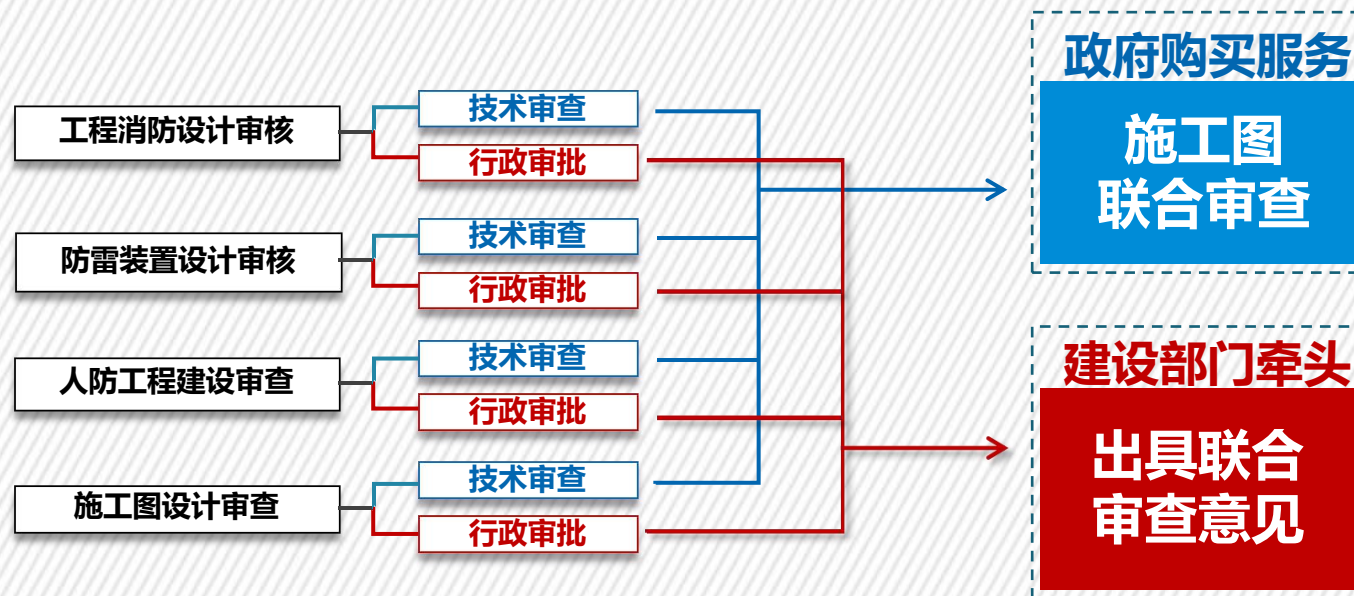 工程消防设计审核
技术审查
行政审批
防雷装置设计审核
技术审查
行政审批
人防工程建设审查
技术审查
行政审批
施工图设计审查
技术审查
行政审批
政府购买服务
施工图
联合审查
建设部门牵头
出具联合
审查意见